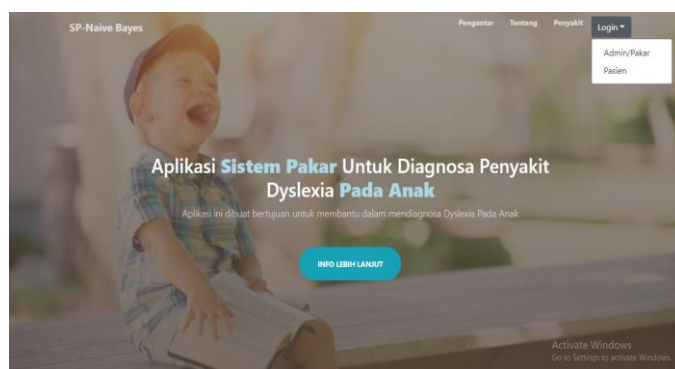 SP-Naive Bayes
Pengantar Tentang Penyakit Login
Admin/Pakar
Pasien
Aplikasi Sistem Pakar Untuk Diagnosa Penyakit
Dyslexia Pada Anak
Aplikasi ini dibuat bertujuan untuk membantu dalam mendiagnosa Dyslexia Pada Anak
INFO LEBIH LANJUT
Activate Windows
Go to Settings to activate Windows.